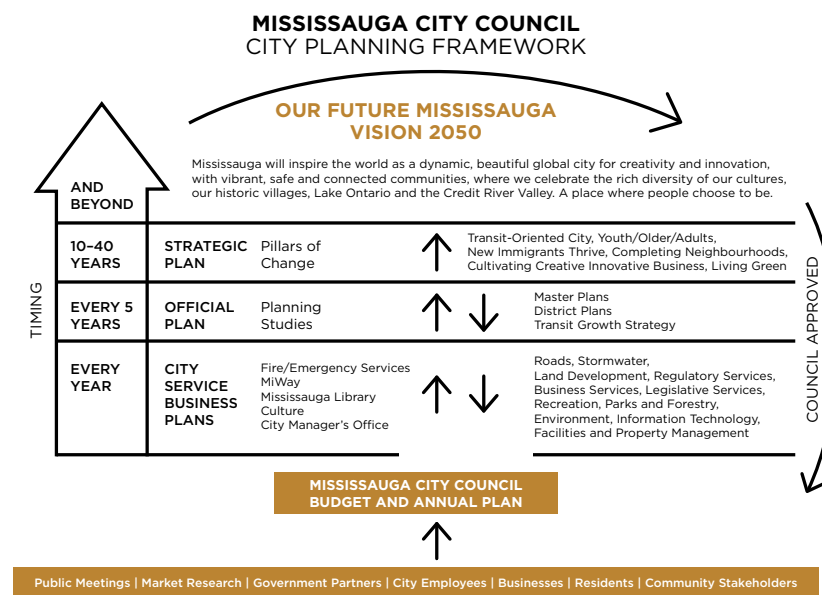 MISSISSAUGA CITY COUNCIL
CITY PLANNING FRAMEWORK
OUR FUTURE MISSISSAUGA
VISION 2050
Mississauga will inspire the world as a dynamic, beautiful global city for creativity and innovation,
with vibrant, safe and connected communities, where we celebrate the rich diversity of our cultures,
our historic villages, Lake Ontario and the Credit River Valley. A place where people choose to be.
AND
BEYOND
TIMING
10–40
YEARS
STRATEGIC
PLAN
Pillars of
Change
Transit-Oriented City, Youth/Older/Adults,
New Immigrants Thrive, Completing Neighbourhoods,
Cultivating Creative Innovative Business, Living Green
EVERY 5
YEARS
OFFICIAL
PLAN
Planning
Studies
Master Plans
District Plans
Transit Growth Strategy
EVERY
YEAR
CITY
SERVICE
BUSINESS
PLANS
Fire/Emergency Services
MiWay
Mississauga Library
Culture
City Manager's Office
Roads, Stormwater,
Land Development, Regulatory Services,
Business Services, Legislative Services,
Recreation, Parks and Forestry,
Environment, Information Technology,
Facilities and Property Management
COUNCIL APPROVED
MISSISSAUGA CITY COUNCIL
BUDGET AND ANNUAL PLAN
Public Meetings | Market Research | Government Partners | City Employees | Businesses | Residents | Community Stakeholders